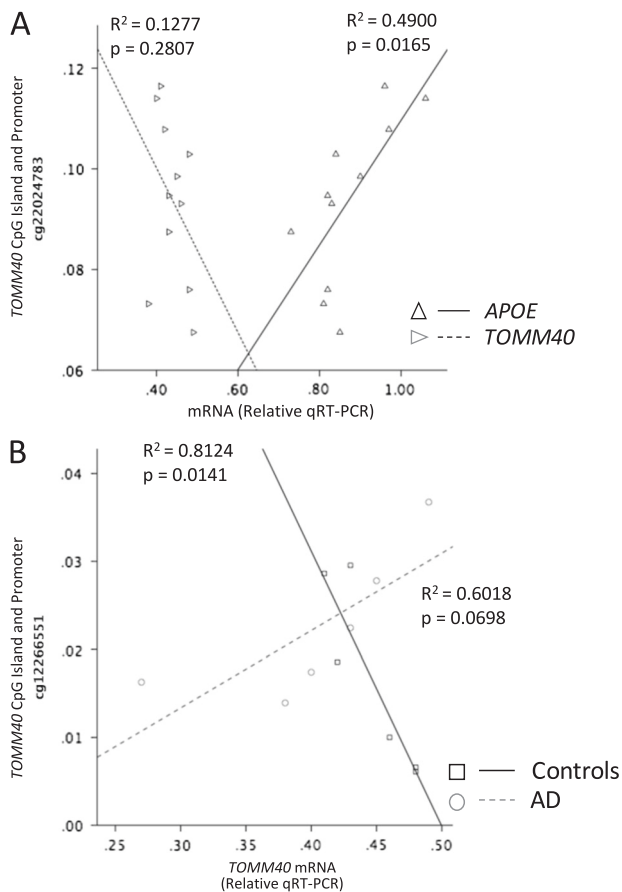 A
R² = 0.1277
p = 0.2807
R² = 0.4900
p = 0.0165
TOMM40 CpG Island and Promoter
cg22024783
.12
.10
.08
.06
.40
.60
.80
1.00
mRNA (Relative qRT-PCR)
APOE
TOMM40
B
R² = 0.8124
p = 0.0141
R² = 0.6018
p = 0.0698
TOMM40 CpG Island and Promoter
cg12266551
.04
.03
.02
.01
.00
.25
.30
.35
.40
.45
.50
TOMM40 mRNA
(Relative qRT-PCR)
Controls
AD